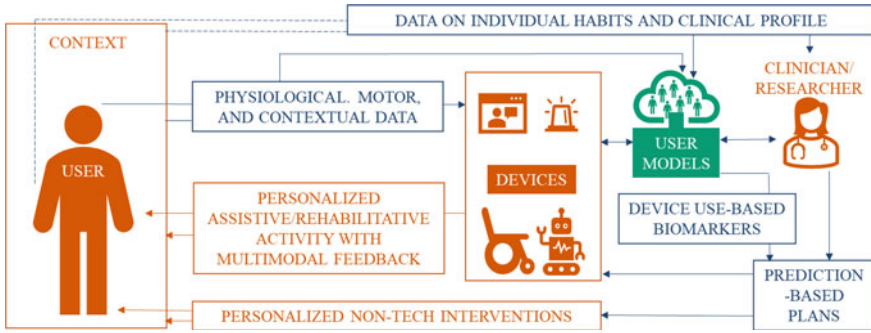 DATA ON INDIVIDUAL HABITS AND CLINICAL PROFILE
CONTEXT
CLINICIAN/
RESEARCHER
PHYSIOLOGICAL. MOTOR,
AND CONTEXTUAL DATA
USER
USER
MODELS
DEVICES
PERSONALIZED
ASSISTIVE/REHABILITATIVE
ACTIVITY WITH
MULTIMODAL FEEDBACK
DEVICE USE-BASED
BIOMARKERS
PREDICTION
-BASED
PLANS
PERSONALIZED NON-TECH INTERVENTIONS